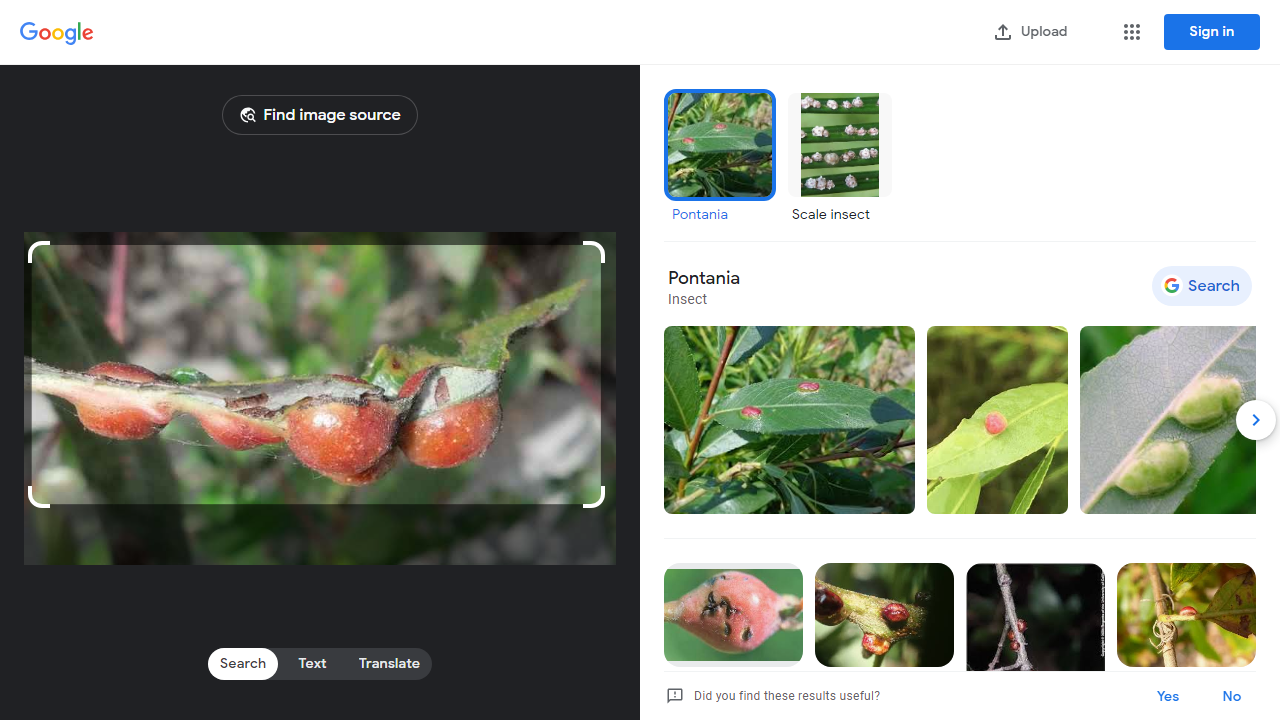 Google
Upload
Sign in
Find image source
Pontania
Scale insect
Pontania
Insect
Search
Search
Text
Translate
Did you find these results useful?
Yes
No